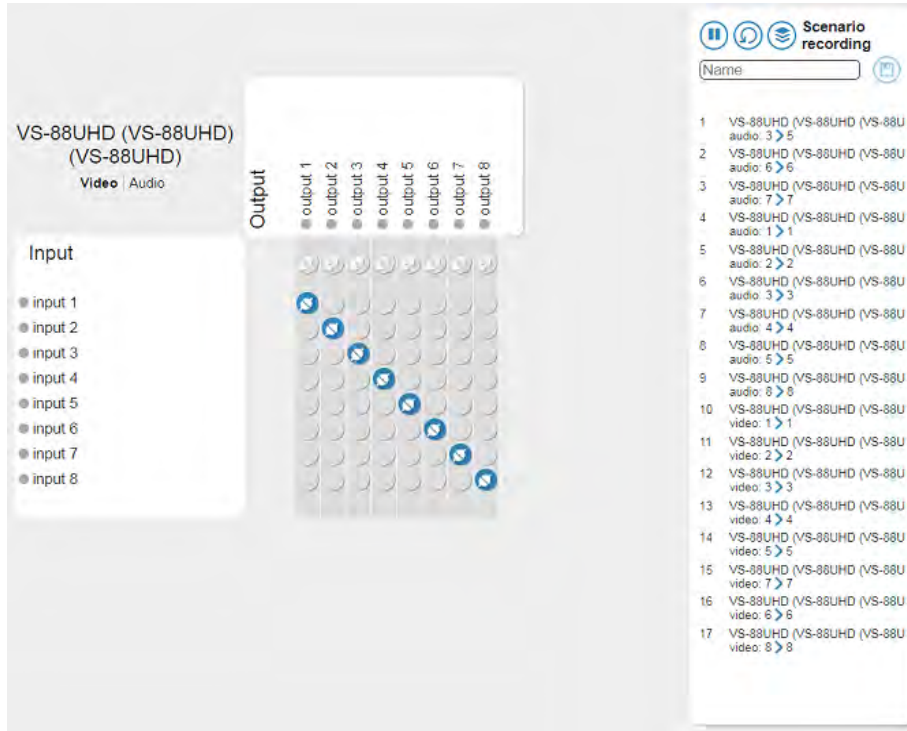 VS-88UHD (VS-88UHD)
(VS-88UHD)
Video | Audio
Output
output 1
output 2
output 3
output 4
output 5
output 6
output 7
output 8
Input
input 1
input 2
input 3
input 4
input 5
input 6
input 7
input 8
Scenario
recording
Name
1 VS-88UHD (VS-88UHD (VS-88U
audio: 3 > 5
2 VS-88UHD (VS-88UHD (VS-88U
audio: 6 > 6
3 VS-88UHD (VS-88UHD (VS-88U
audio: 7 > 7
4 VS-88UHD (VS-88UHD (VS-88U
audio: 1 > 1
5 VS-88UHD (VS-88UHD (VS-88U
audio: 2 > 2
6 VS-88UHD (VS-88UHD (VS-88U
audio: 3 > 3
7 VS-88UHD (VS-88UHD (VS-88U
audio: 4 > 4
8 VS-88UHD (VS-88UHD (VS-88U
audio: 5 > 5
9 VS-88UHD (VS-88UHD (VS-88U
audio: 8 > 8
10 VS-88UHD (VS-88UHD (VS-88U
video: 1 > 1
11 VS-88UHD (VS-88UHD (VS-88U
video: 2 > 2
12 VS-88UHD (VS-88UHD (VS-88U
video: 3 > 3
13 VS-88UHD (VS-88UHD (VS-88U
video: 4 > 4
14 VS-88UHD (VS-88UHD (VS-88U
video: 5 > 5
15 VS-88UHD (VS-88UHD (VS-88U
video: 7 > 7
16 VS-88UHD (VS-88UHD (VS-88U
video: 6 > 6
17 VS-88UHD (VS-88UHD (VS-88U
video: 8 > 8